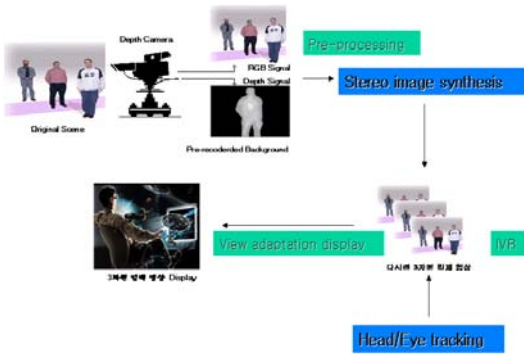 Depth Camera
Pre-processing
RGB Signal
Depth Signal
Stereo image synthesis
Original Scene
Pre-recoderded Background
View adaptation display
IVR
다시점 3차원 입체 영상
3차원 입체 영상 Display
Head/Eye tracking